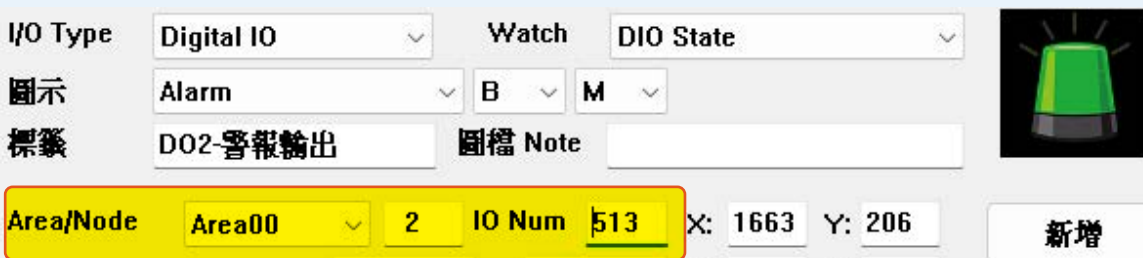 I/O Type Digital IO Watch DIO State
圖示 Alarm B M
標籤 DO2-警報輸出 圖檔 Note
Area/Node Area00 2 IO Num 513 X: 1663 Y: 206 新增